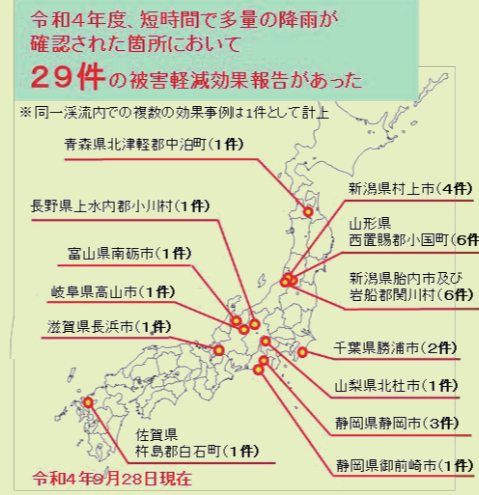 令和4年度、短時間で多量の降雨が
確認された箇所において
29件の被害軽減効果報告があった
※同一渓流内での複数の効果事例は1件として計上
青森県北津軽郡中泊町(1件)
新潟県村上市(4件)
長野県上水内郡小川村(1件)
山形県
西置賜郡小国町(6件
富山県南砺市(1件)
新潟県胎内市及び
岩船郡関川村(6件)
岐阜県高山市(1件)
滋賀県長浜市(1件)
千葉県勝浦市(2件)
山梨県北杜市(1件)
静岡県静岡市(3件)
佐賀県
杵島郡白石町(1件)
静岡県御前崎市(1件)
令和4年9月28日現在